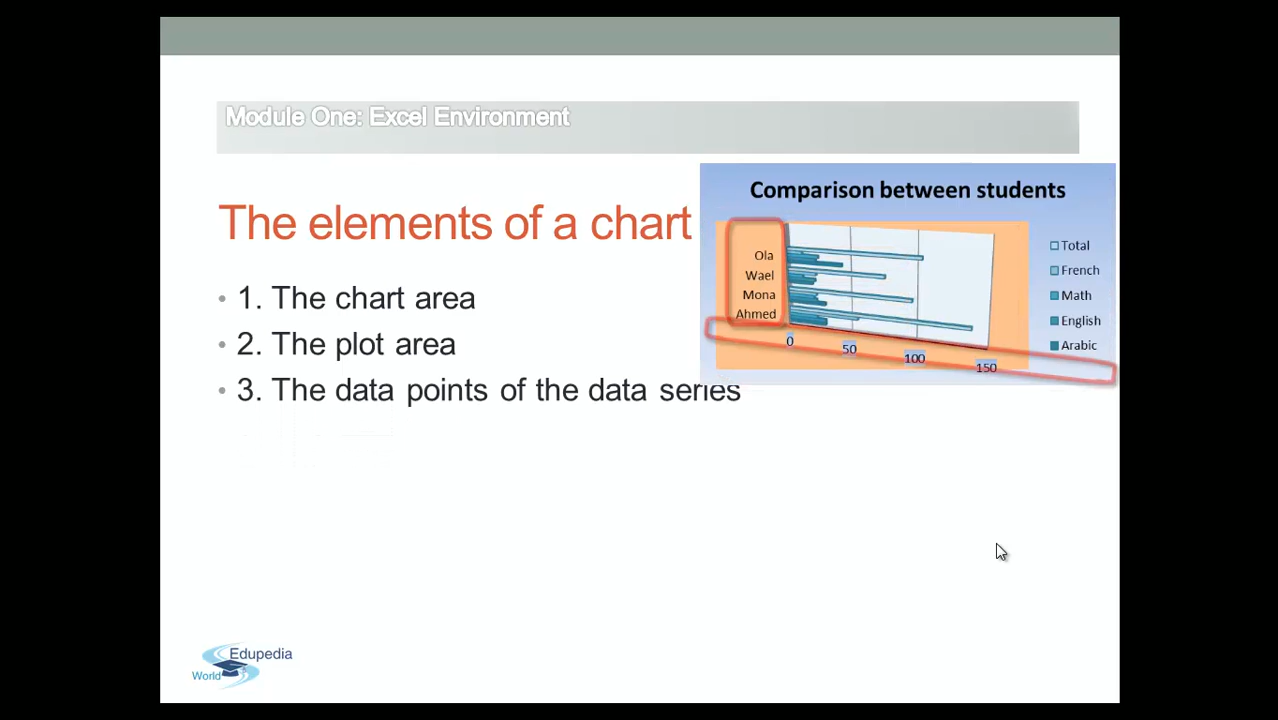 Module One: Excel Environment
The elements of a chart
• 1. The chart area
• 2. The plot area
• 3. The data points of the data series
Comparison between students
Ola
Wael
Mona
Ahmed
0
50
100
150
Total
French
Math
English
Arabic
Edupedia
World